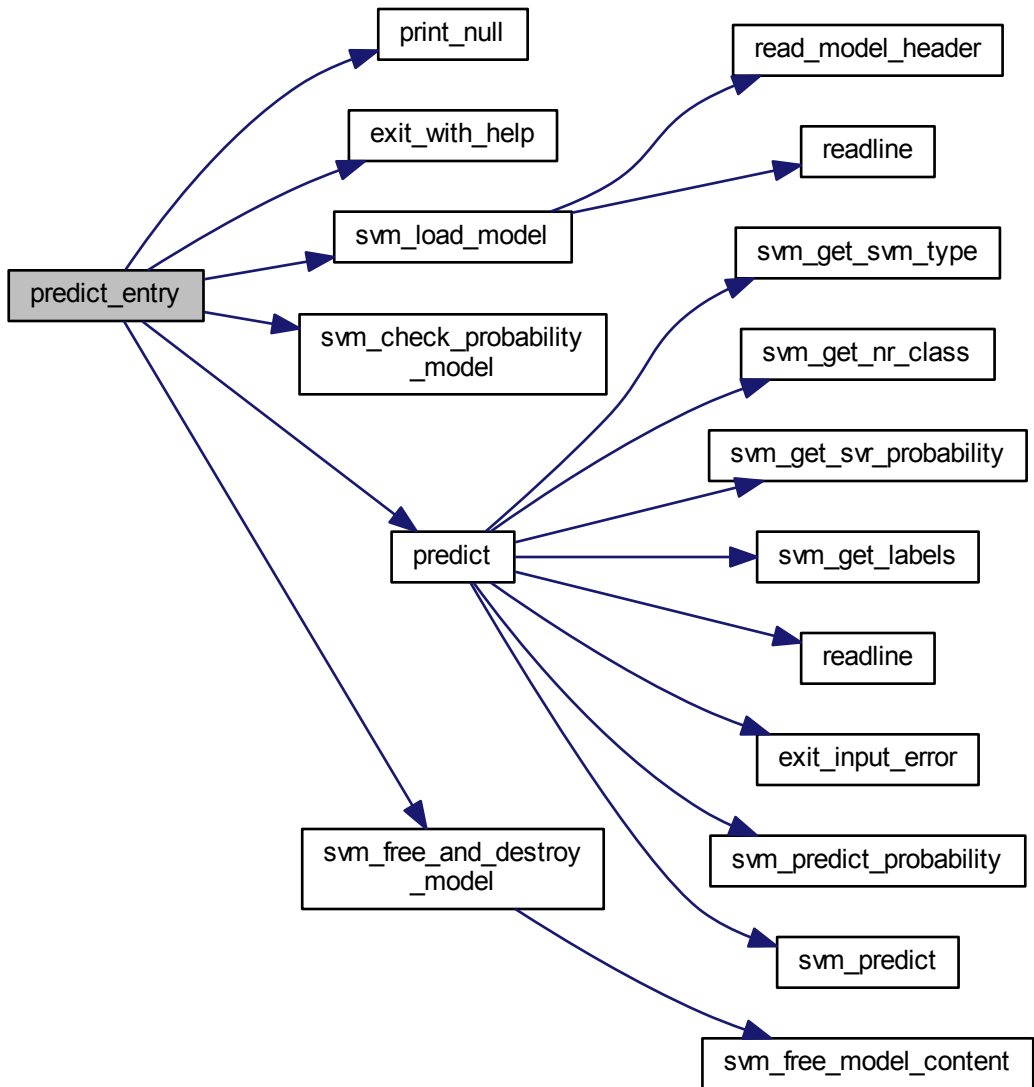 print_null
read_model_header
exit_with_help
readline
svm_load_model
svm_get_svm_type
predict_entry
svm_check_probability
_model
svm_get_nr_class
svm_get_svr_probability
predict
svm_get_labels
readline
exit_input_error
svm_free_and_destroy
_model
svm_predict_probability
svm_predict
svm_free_model_content